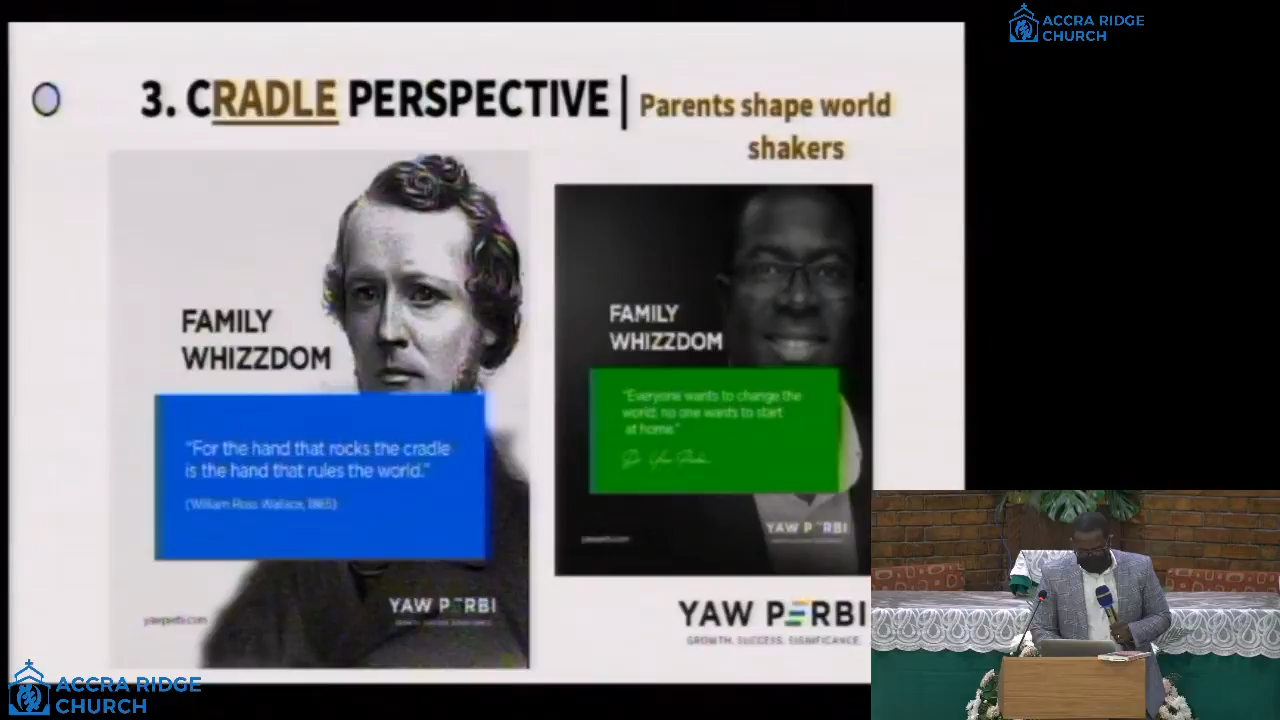 ACCRA RIDGE
CHURCH
3. CRADLE PERSPECTIVE | Parents shape world
shakers
FAMILY
WHIZZDOM
"For the hand that rocks the cradle
is the hand that rules the world."
(William Ross Wallace, 1865)
yawperbi.com
YAW PERBI
FAMILY
WHIZZDOM
"Everyone wants to change the
world, no one wants to start
at home."
YAW PERBI
YAW PERBI
GROWTH. SUCCESS. SIGNIFICANCE.
ACCRA RIDGE
CHURCH